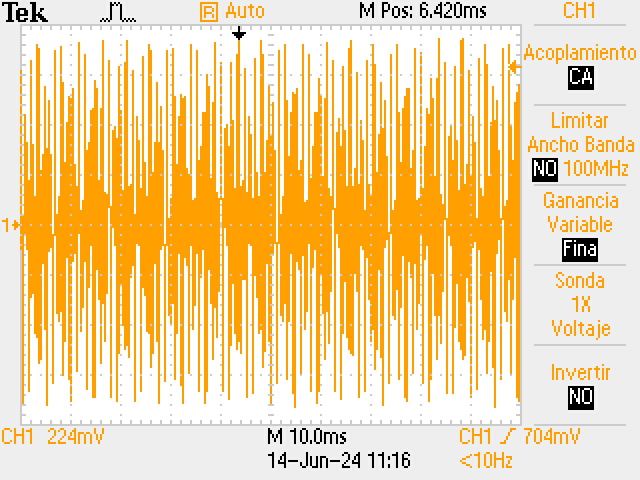 Tek R Auto M Pos: 6.420ms CH1
Acoplamiento
CA
Limitar
Ancho Banda
NO 100MHz
Ganancia
Variable
Fina
Sonda
1X
Voltaje
Invertir
NO
1
CH1 224mV M 10.0ms CH1 704mV
14-Jun-24 11:16 <10Hz